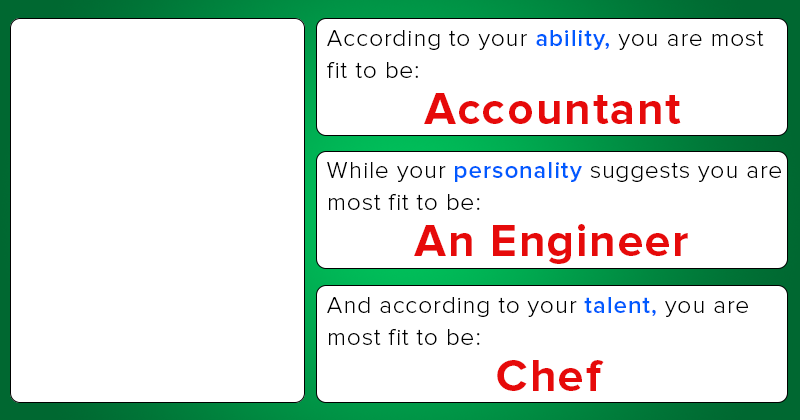 According to your ability, you are most
fit to be:
Accountant
While your personality suggests you are
most fit to be:
An Engineer
And according to your talent, you are
most fit to be:
Chef